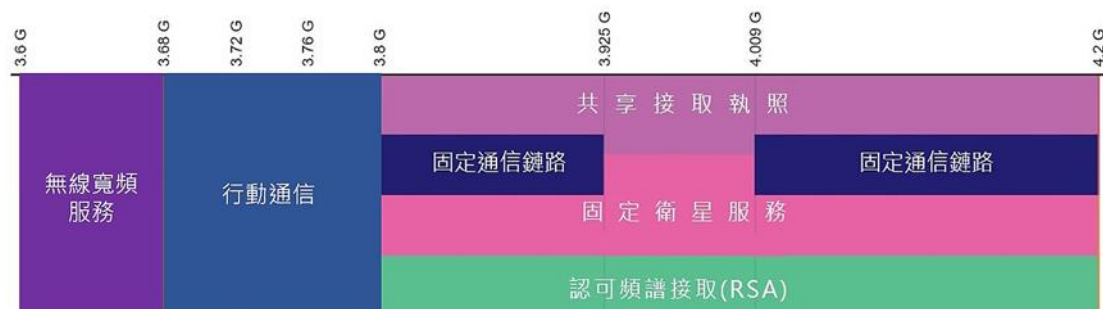 3.6 G
3.68 G
3.72 G
3.76 G
3.8 G
3.925 G
4.009 G
4.2 G
共享接取執照
固定通信鏈路
固定通信鏈路
無線寬頻
服務
行動通信
固定衛星服務
認可頻譜接取(RSA)